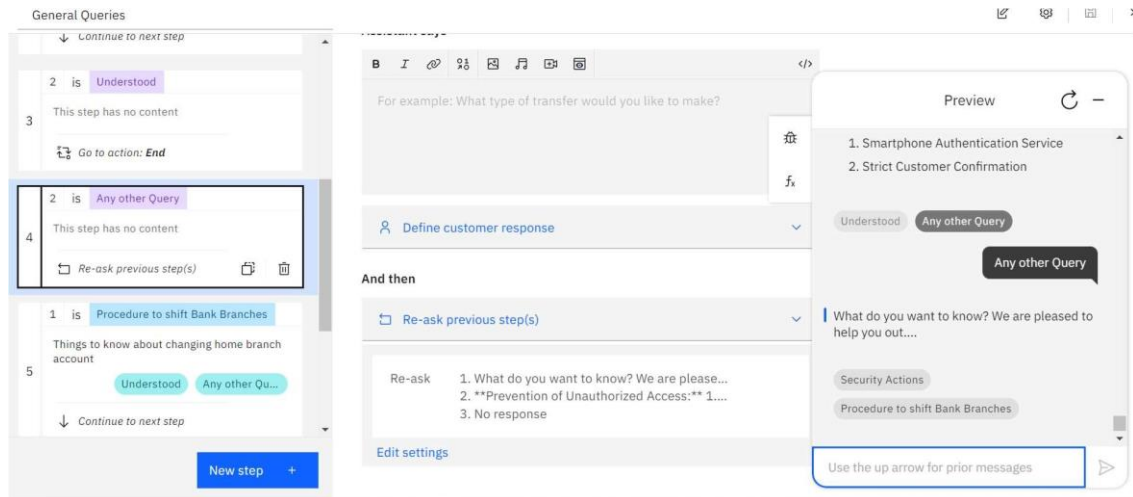 General Queries
Continue to next step
2 is Understood
This step has no content
3
Go to action: End
2 is Any other Query
This step has no content
4
Re-ask previous step(s)
1 is Procedure to shift Bank Branches
Things to know about changing home branch
account
5
Understood Any other Qu...
Continue to next step
New step +
Assistant says
B I </>
For example: What type of transfer would you like to make?
fx
Define customer response
And then
Re-ask previous step(s)
Re-ask 1. What do you want to know? We are please...
2. **Prevention of Unauthorized Access:** 1....
3. No response
Edit settings
Preview
1. Smartphone Authentication Service
2. Strict Customer Confirmation
Understood Any other Query
Any other Query
What do you want to know? We are pleased to
help you out....
Security Actions
Procedure to shift Bank Branches
Use the up arrow for prior messages